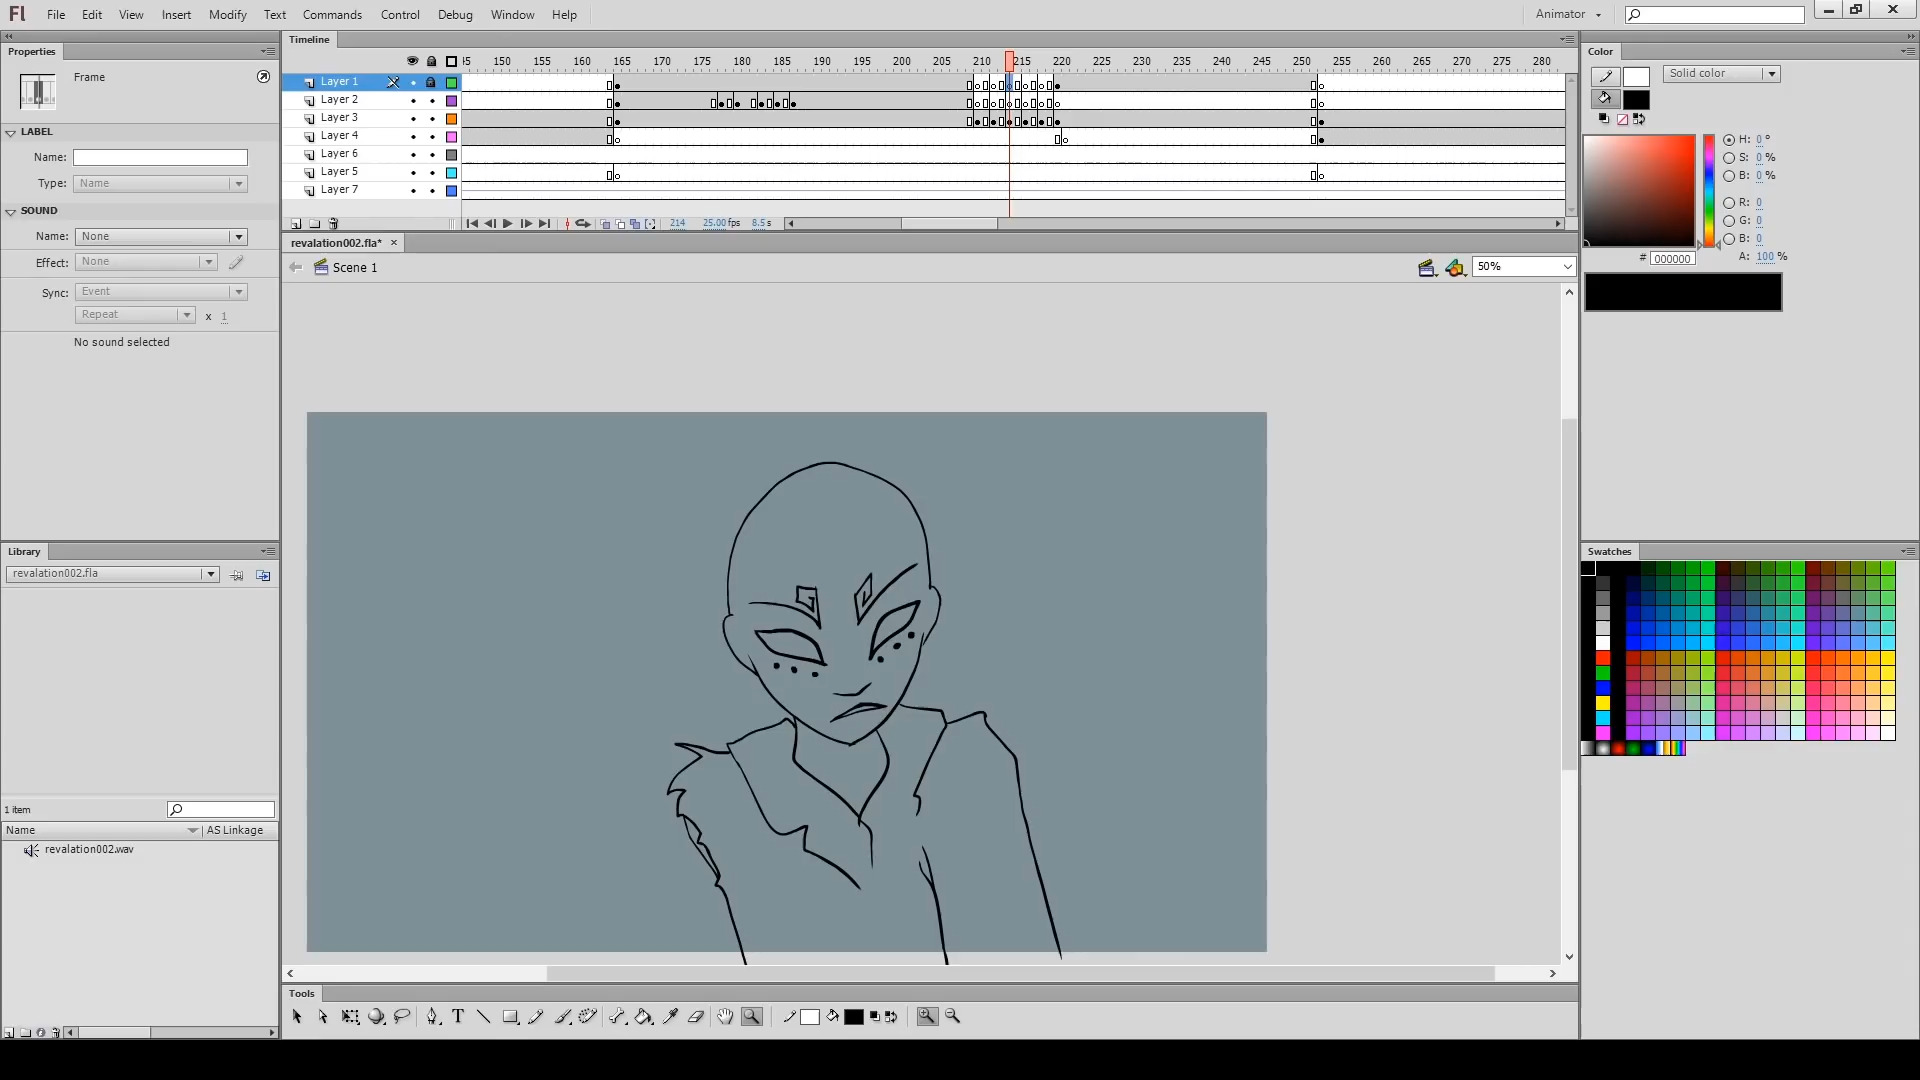 Fl File Edit View Insert Modify Text Commands Control Debug Window Help Animator
Properties
Frame
LABEL
Name:
Type: Name
SOUND
Name: None
Effect: None
Sync: Event
Repeat x 1
No sound selected
Timeline
45 150 155 160 165 170 175 180 185 190 195 200 205 210 215 220 225 230 235 240 245 250 255 260 265 270 275 280
Layer 1
Layer 2
Layer 3
Layer 4
Layer 6
Layer 5
Layer 7
214 25.00 fps 8.5 s
revalation002.fla* ×
Scene 1
50%
Color
Solid color
H: 0 °
S: 0 %
B: 0 %
R: 0
G: 0
B: 0
# 000000 A: 100 %
Library
revalation002.fla
1 item
Name AS Linkage
revalation002.wav
Swatches
Tools
T